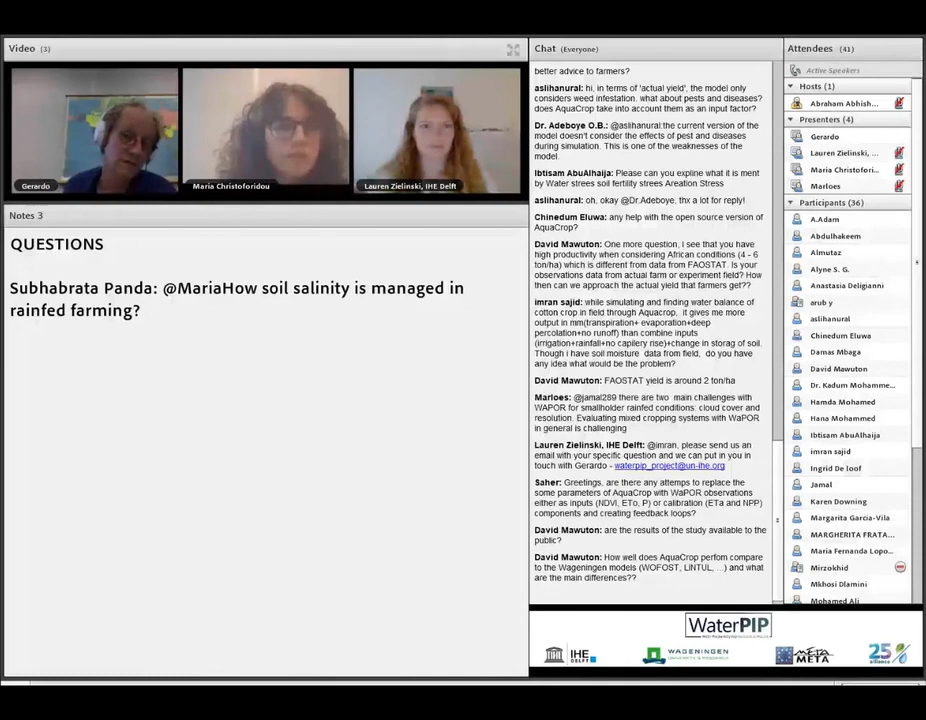 Video (3)
Gerardo
Maria Christoforidou
Lauren Zielinski, IHE Delft
Notes 3
QUESTIONS
Subhabrata Panda: @MariaHow soil salinity is managed in
rainfed farming?
Chat (Everyone)
better advice to farmers?
aslihanural: hi, in terms of 'actual yield', the model only
considers weed infestation. what about pests and diseases?
does AquaCrop take into account them as an input factor?
Dr. Adeboye O.B.: @aslihanural:the current version of the
model doesn't consider the effects of pest and diseases
during simulation. This is one of the weaknesses of the
model.
Ibtisam AbuAlhaija: Please can you expline what it is ment
by Water strees soil fertility strees Areation Stress
aslihanural: oh, okay @Dr.Adeboye, thx a lot for reply!
Chinedum Eluwa: any help with the open source version of
AquaCrop?
David Mawuton: One more question, i see that you have
high productivity when considering African conditions (4 - 6
ton/ha) which is different from data from FAOSTAT. Is your
observations data from actual farm or experiment field? How
then can we approach the actual yield that farmers get??
imran sajid: while simulating and finding water balance of
cotton crop in field through Aquacrop, it gives me more
output in mm(transpiration+ evaporation+deep
percolation+no runoff) than combine inputs
(irrigation+rainfall+no capilery rise)+change in storag of soil.
Though i have soil moisture data from field, do you have
any idea what would be the problem?
David Mawuton: FAOSTAT yield is around 2 ton/ha
Marloes: @jamal289 there are two main challenges with
WAPOR for smallholder rainfed conditions: cloud cover and
resolution. Evaluating mixed cropping systems with WaPOR
in general is challenging
Lauren Zielinski, IHE Delft: @imran, please send us an
email with your specific question and we can put in you in
touch with Gerardo - waterpip_project@un-ihe.org
Saher: Greetings, are there any attemps to replace the
some parameters of AquaCrop with WaPOR observations
either as inputs (NDVI, ETo, P) or calibration (ETa and NPP)
components and creating feedback loops?
David Mawuton: are the results of the study available to the
public?
David Mawuton: How well does AquaCrop perfom compare
to the Wageningen models (WOFOST, LINTUL, ...) and what
are the main differences??
Attendees (41)
Active Speakers
Hosts (1)
Abraham Abhish...
Presenters (4)
Gerardo
Lauren Zielinski, ...
Maria Christofori...
Marloes
Participants (36)
A.Adam
Abdulhakeem
Almutaz
Alyne S. G.
Anastasia Deligianni
arub y
aslihanural
Chinedum Eluwa
Damas Mbaga
David Mawuton
Dr. Kadum Mohamme...
Hamda Mohamed
Hana Mohammed
Ibtisam AbuAlhaija
imran sajid
Ingrid De loof
Jamal
Karen Downing
Margarita Garcia-Vila
MARGHERITA FRATA...
Maria Fernanda Lopo...
Mirzokhid
Mkhosi Dlamini
Mohamed Ali
WaterPIP
IHE
DELFT
WAGENINGEN
META
META
25